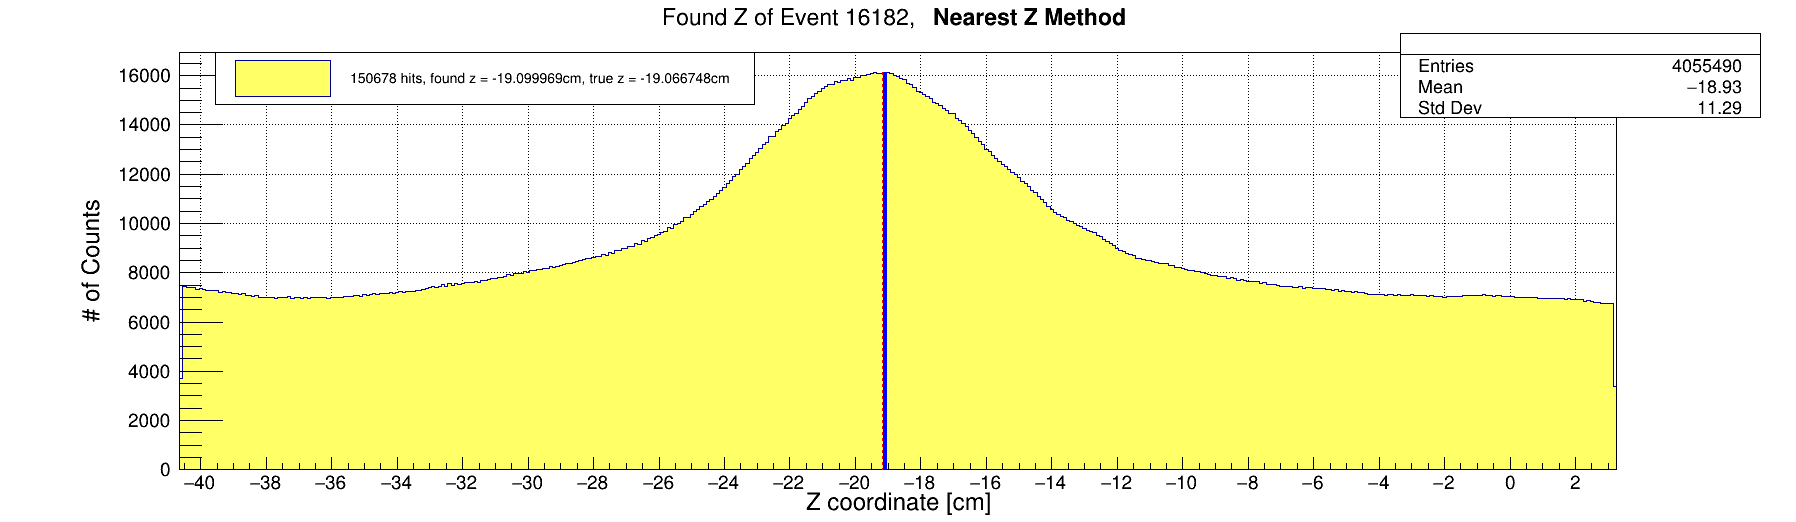 Found Z of Event 16182, Nearest Z Method
150678 hits, found z = -19.099969cm, true z = -19.066748cm
Entries 4055490
Mean −18.93
Std Dev 11.29
# of Counts
16000
14000
12000
10000
8000
6000
4000
2000
0
−40 −38 −36 −34 −32 −30 −28 −26 −24 −22 −20 −18 −16 −14 −12 −10 −8 −6 −4 −2 0 2
Z coordinate [cm]